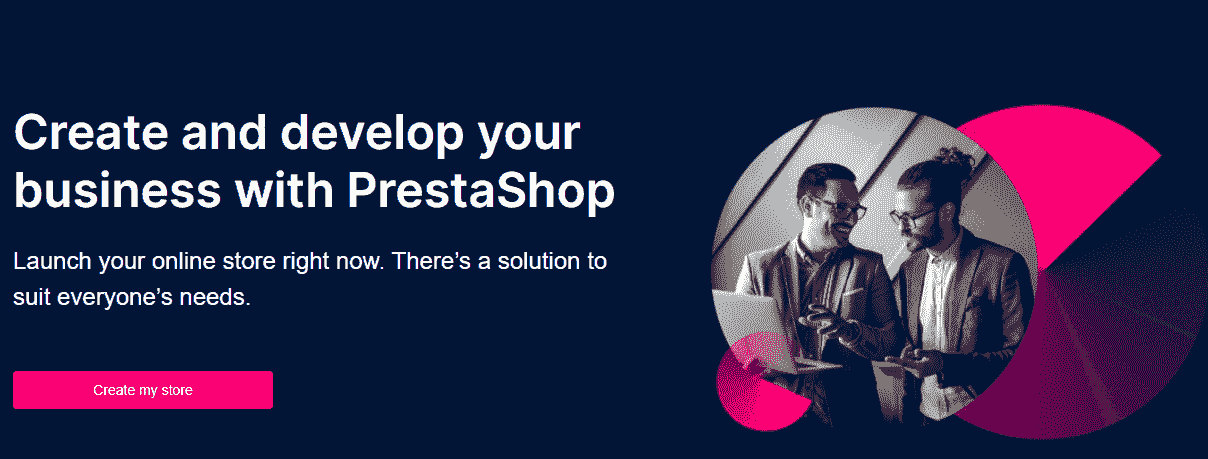 Create and develop your
business with PrestaShop
Launch your online store right now. There’s a solution to
suit everyone’s needs.
Create my store